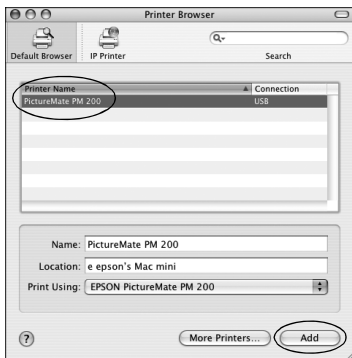 Printer Browser
Default Browser
IP Printer
Search
Printer Name
Connection
PictureMate PM 200
USB
Name: PictureMate PM 200
Location: e epson's Mac mini
Print Using: EPSON PictureMate PM 200
?
More Printers...
Add